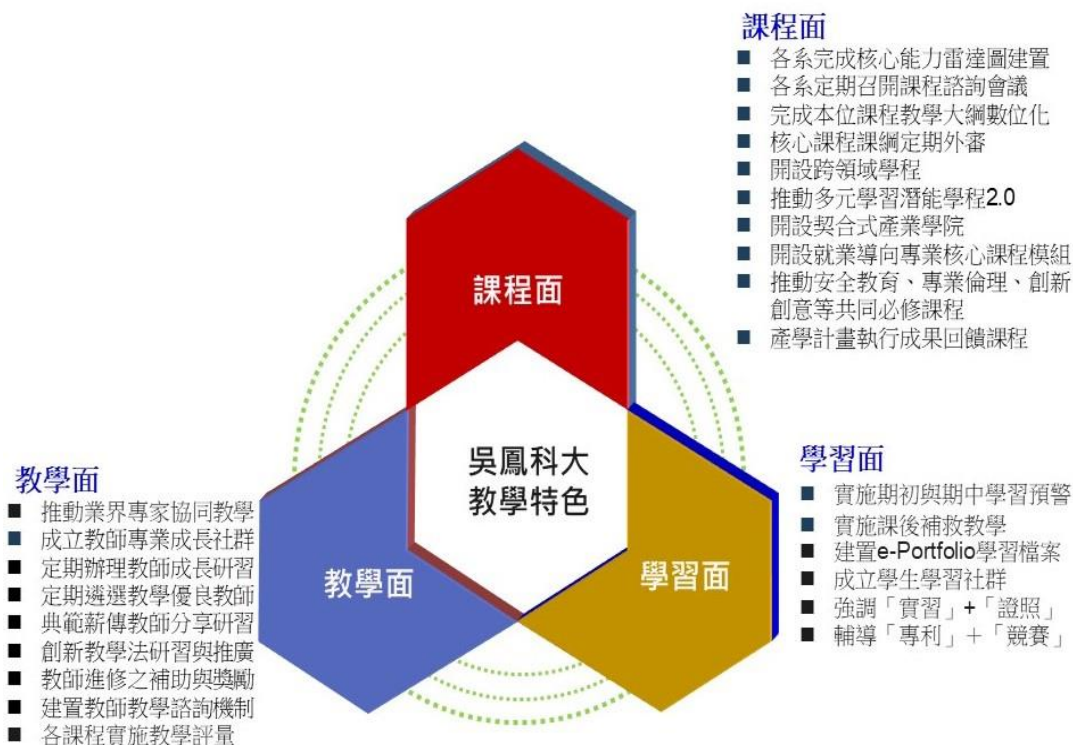 課程面
■ 各系完成核心能力雷達圖建置
■ 各系定期召開課程諮詢會議
■ 完成本位課程教學大綱數位化
■ 核心課程課綱定期外審
■ 開設跨領域學程
■ 推動多元學習潛能學程2.0
■ 開設契合式產業學院
■ 開設就業導向專業核心課程模組
■ 推動安全教育、專業倫理、創新
創意等共同必修課程
■ 產學計畫執行成果回饋課程
課程面
吳鳳科大
教學特色
教學面
學習面
教學面
■ 推動業界專家協同教學
■ 成立教師專業成長社群
■ 定期辦理教師成長研習
■ 定期遴選教學優良教師
■ 典範薪傳教師分享研習
■ 創新教學法研習與推廣
■ 教師進修之補助與獎勵
■ 建置教師教學諮詢機制
■ 各課程實施教學評量
學習面
■ 實施期初與期中學習預警
■ 實施課後補救教學
■ 建置e-Portfolio學習檔案
■ 成立學生學習社群
■ 強調「實習」+「證照」
■ 輔導「專利」＋「競賽」